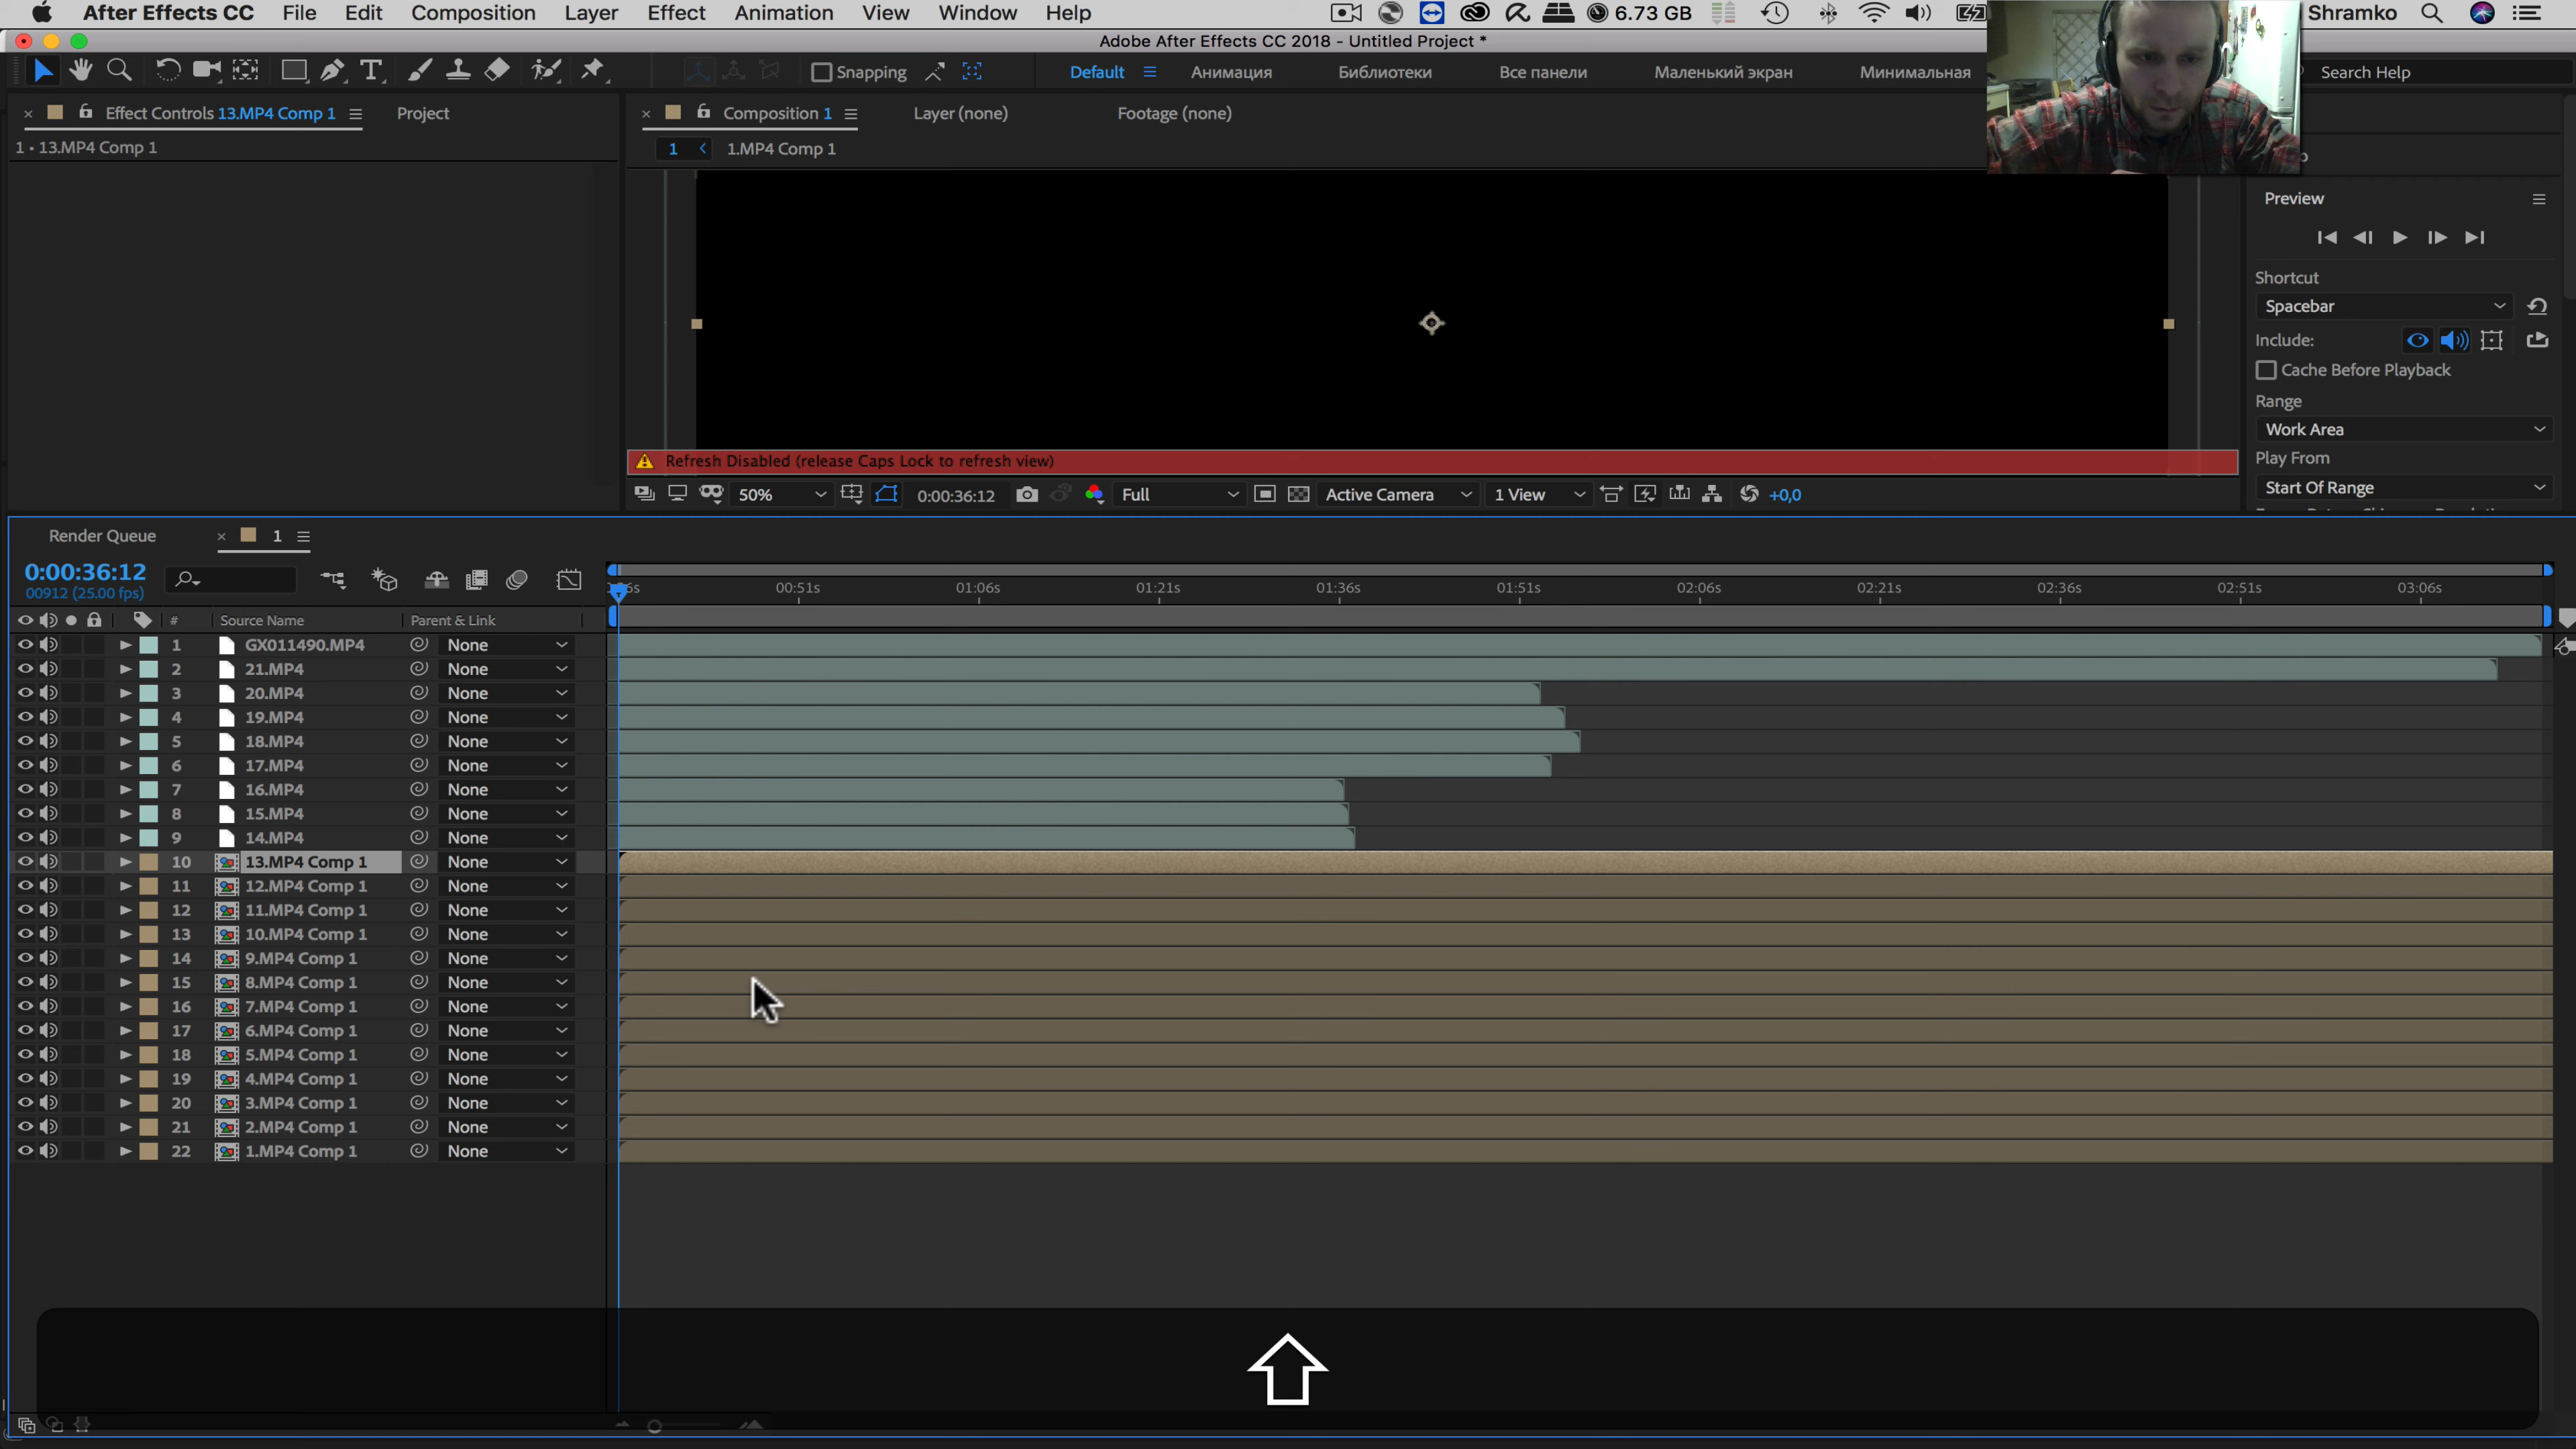 After Effects CC File Edit Composition Layer Effect Animation View Window Help 6.73 GB Shramko
Adobe After Effects CC 2018 - Untitled Project *
Snapping Default Анимация Библиотеки Все панели Маленький экран Минимальная Search Help
Effect Controls 13.MP4 Comp 1 Project
1 • 13.MP4 Comp 1
Composition 1 Layer (none) Footage (none)
1 1.MP4 Comp 1
Preview
Shortcut
Spacebar
Include:
Cache Before Playback
Range
Work Area
Play From
Start Of Range
Refresh Disabled (release Caps Lock to refresh view)
50% 0:00:36:12 Full Active Camera 1 View +0,0
Render Queue 1
0:00:36:12
00912 (25.00 fps)
00:51s 01:06s 01:21s 01:36s 01:51s 02:06s 02:21s 02:36s 02:51s 03:06s
# Source Name Parent & Link
1 GX011490.MP4 None
2 21.MP4 None
3 20.MP4 None
4 19.MP4 None
5 18.MP4 None
6 17.MP4 None
7 16.MP4 None
8 15.MP4 None
9 14.MP4 None
10 13.MP4 Comp 1 None
11 12.MP4 Comp 1 None
12 11.MP4 Comp 1 None
13 10.MP4 Comp 1 None
14 9.MP4 Comp 1 None
15 8.MP4 Comp 1 None
16 7.MP4 Comp 1 None
17 6.MP4 Comp 1 None
18 5.MP4 Comp 1 None
19 4.MP4 Comp 1 None
20 3.MP4 Comp 1 None
21 2.MP4 Comp 1 None
22 1.MP4 Comp 1 None